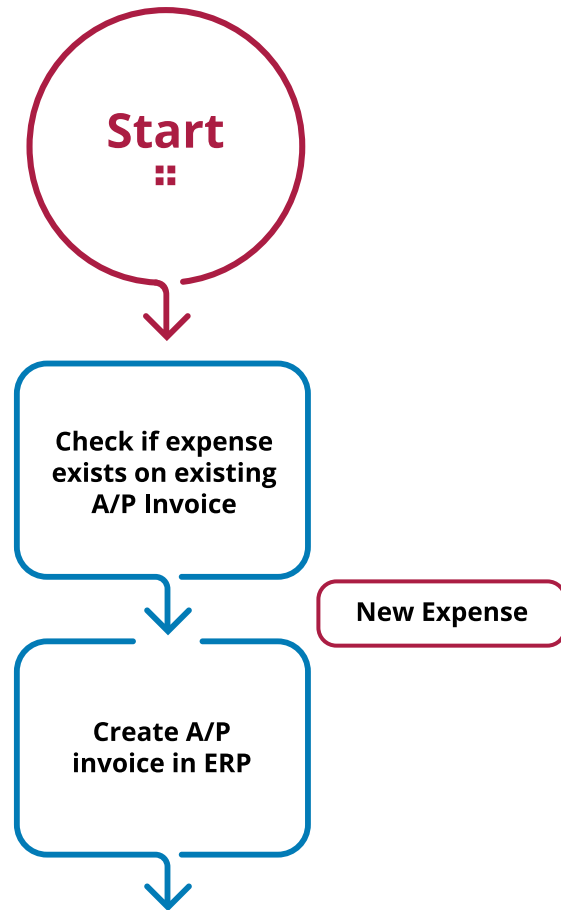 Start
Check if expense
exists on existing
A/P Invoice
New Expense
Create A/P
invoice in ERP